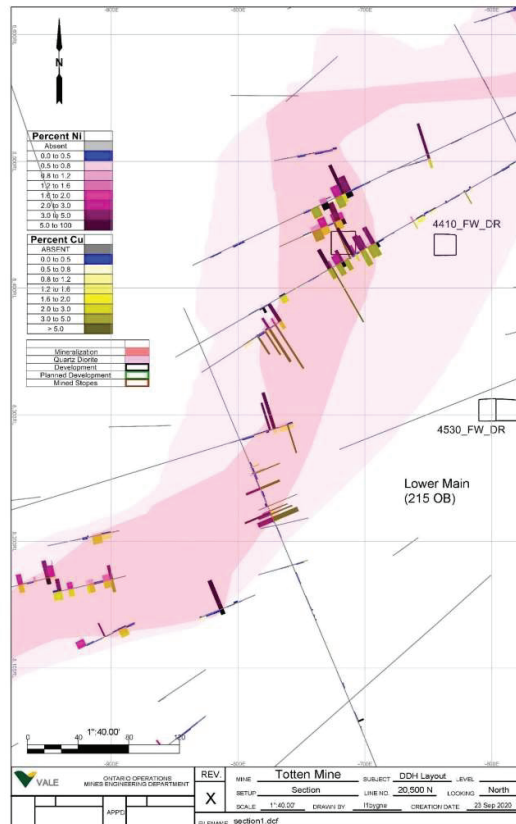 N
Percent Ni
Absent
0.0 to 0.5
0.5 to 0.8
0.8 to 1.2
1.2 to 1.6
1.6 to 2.0
2.0 to 3.0
3.0 to 5.0
5.0 to 100
Percent Cu
ABSENT
0.0 to 0.5
0.5 to 0.8
0.8 to 1.2
1.2 to 1.6
1.6 to 2.0
2.0 to 3.0
3.0 to 5.0
> 5.0
Mineralization
Quartz Diorite
Development
Planned Development
Mined Stopes
4410_FW_DR
4530_FW_DR
Lower Main
(215 OB)
1":40.00'
0 40 80 120
VALE
ONTARIO OPERATIONS
MINES ENGINEERING DEPARTMENT
APPD
REV.
X
MINE Totten Mine SUBJECT DDH Layout LEVEL
SETUP Section LINE NO. 20,500 N LOOKING North
SCALE 1":40.00' DRAWN BY CREATION DATE 23 Sep 2020
section1.dcf